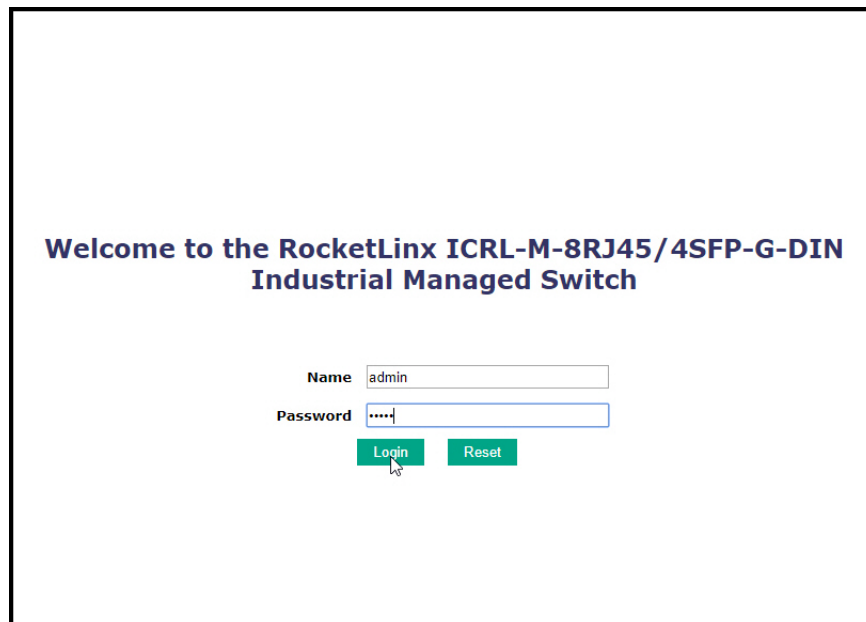 Welcome to the RocketLinx ICRL-M-8RJ45/4SFP-G-DIN
Industrial Managed Switch
Name admin
Password •••••
Login Reset